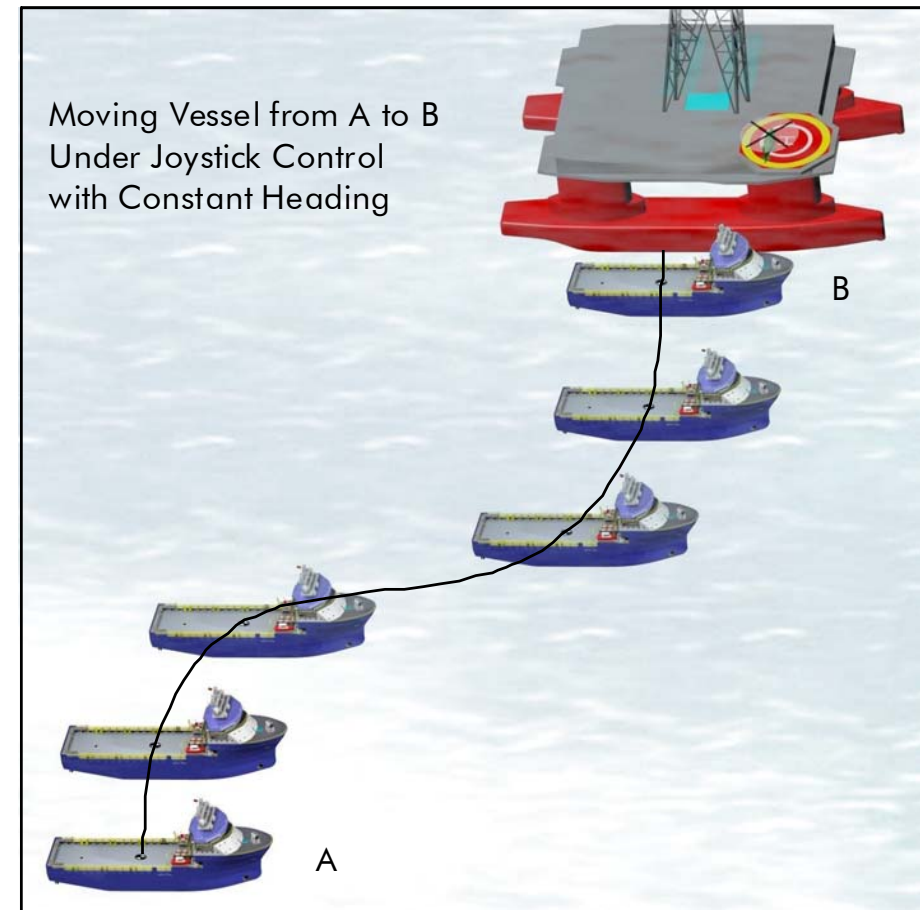 Moving Vessel from A to B
Under Joystick Control
with Constant Heading
B
A